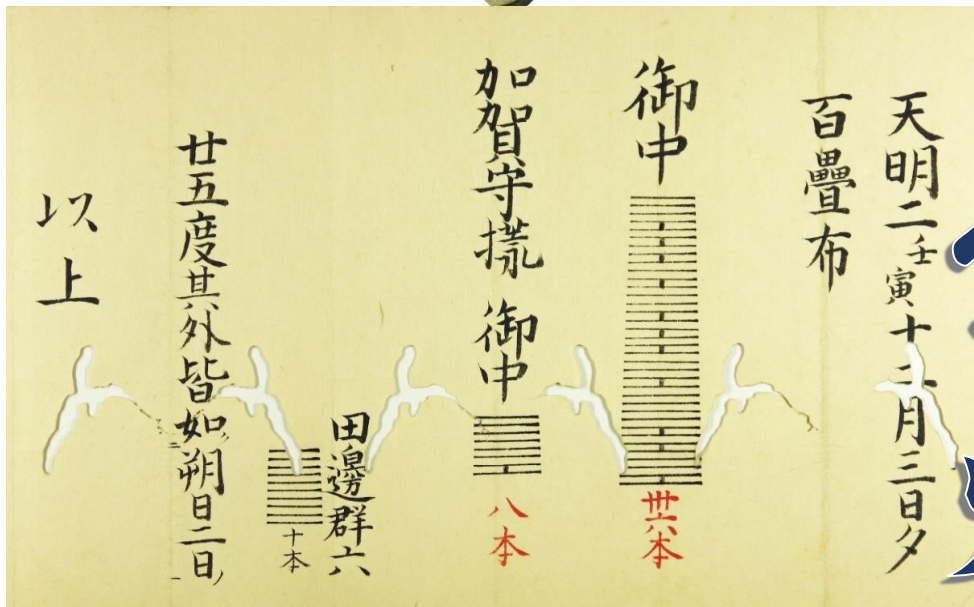 天明二壬寅十二月三日夕
百疊布
御中
丗六本
加賀守様 御中
八本
田邊群六
十本
廿五度其外皆如朔日二日
以上